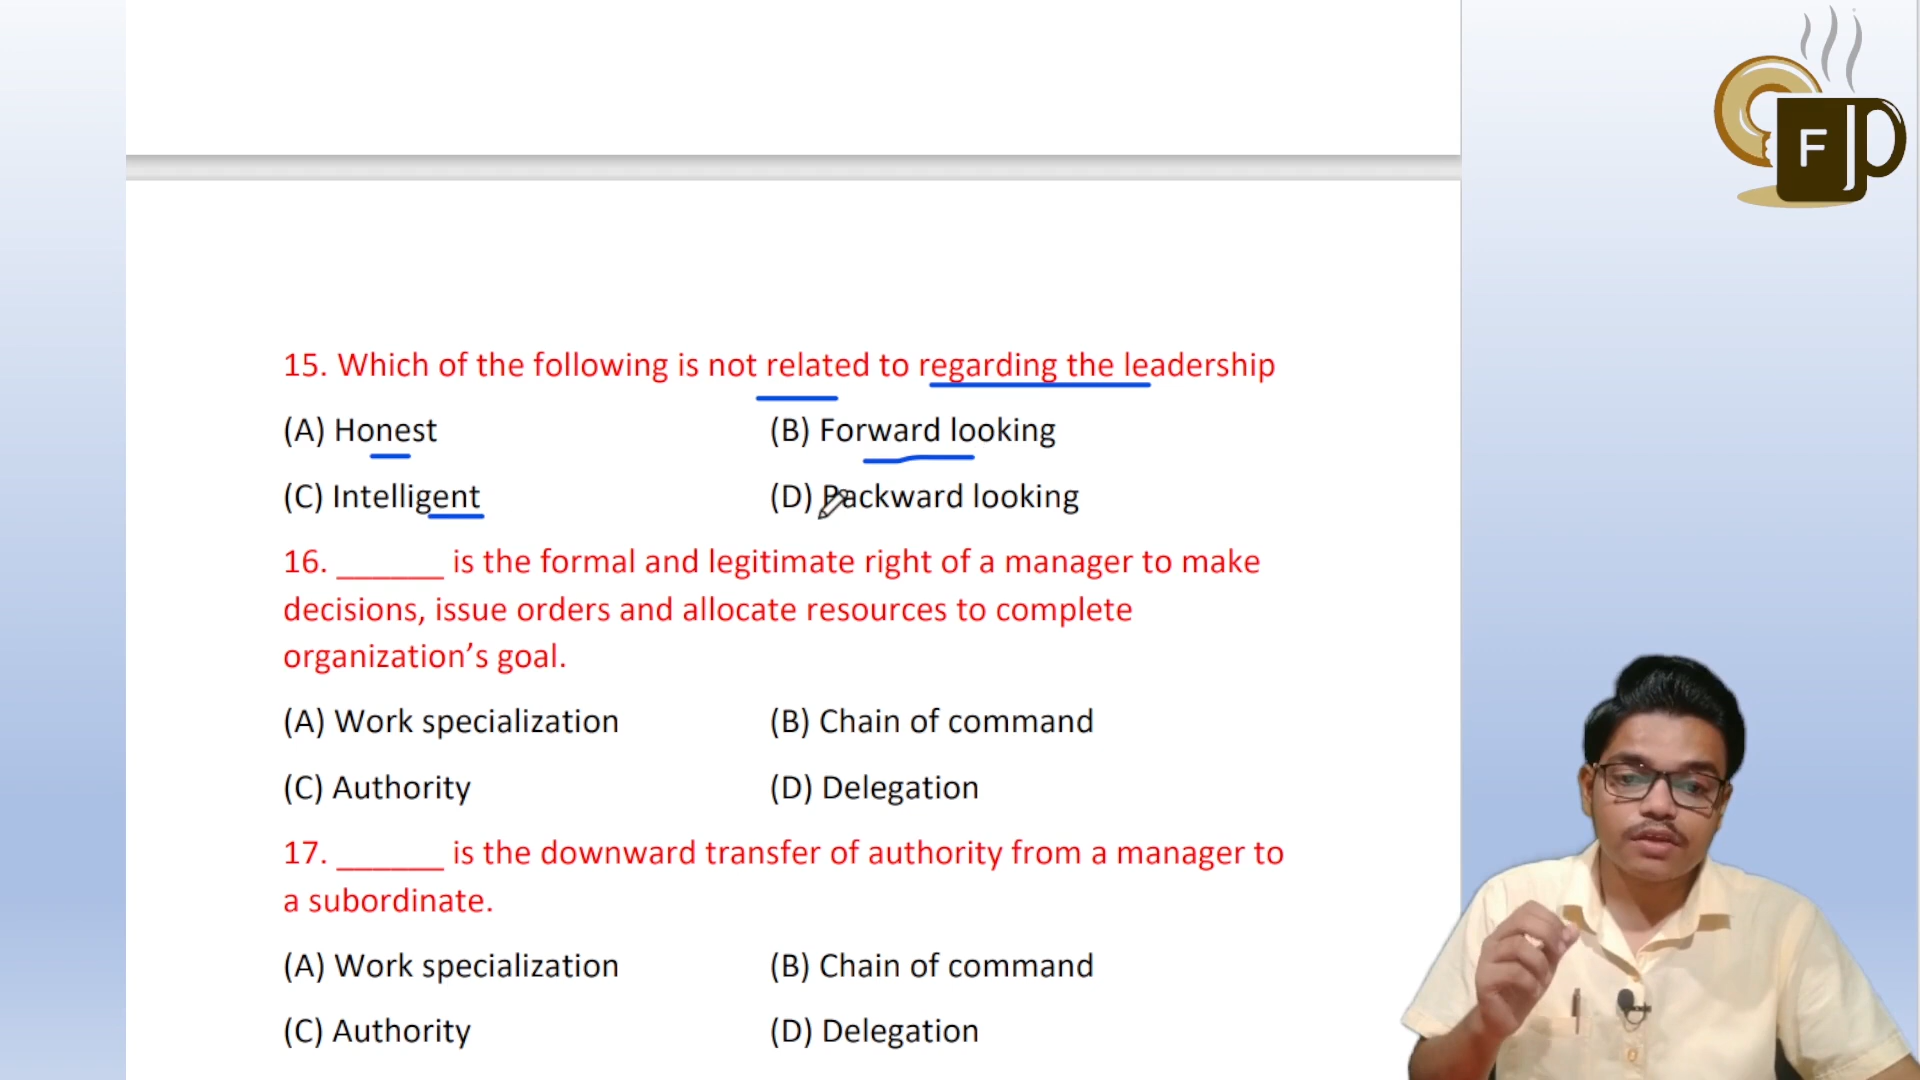 F
15. Which of the following is not related to regarding the leadership
(A) Honest (B) Forward looking
(C) Intelligent (D) Backward looking
16. ______ is the formal and legitimate right of a manager to make
decisions, issue orders and allocate resources to complete
organization’s goal.
(A) Work specialization (B) Chain of command
(C) Authority (D) Delegation
17. ______ is the downward transfer of authority from a manager to
a subordinate.
(A) Work specialization (B) Chain of command
(C) Authority (D) Delegation